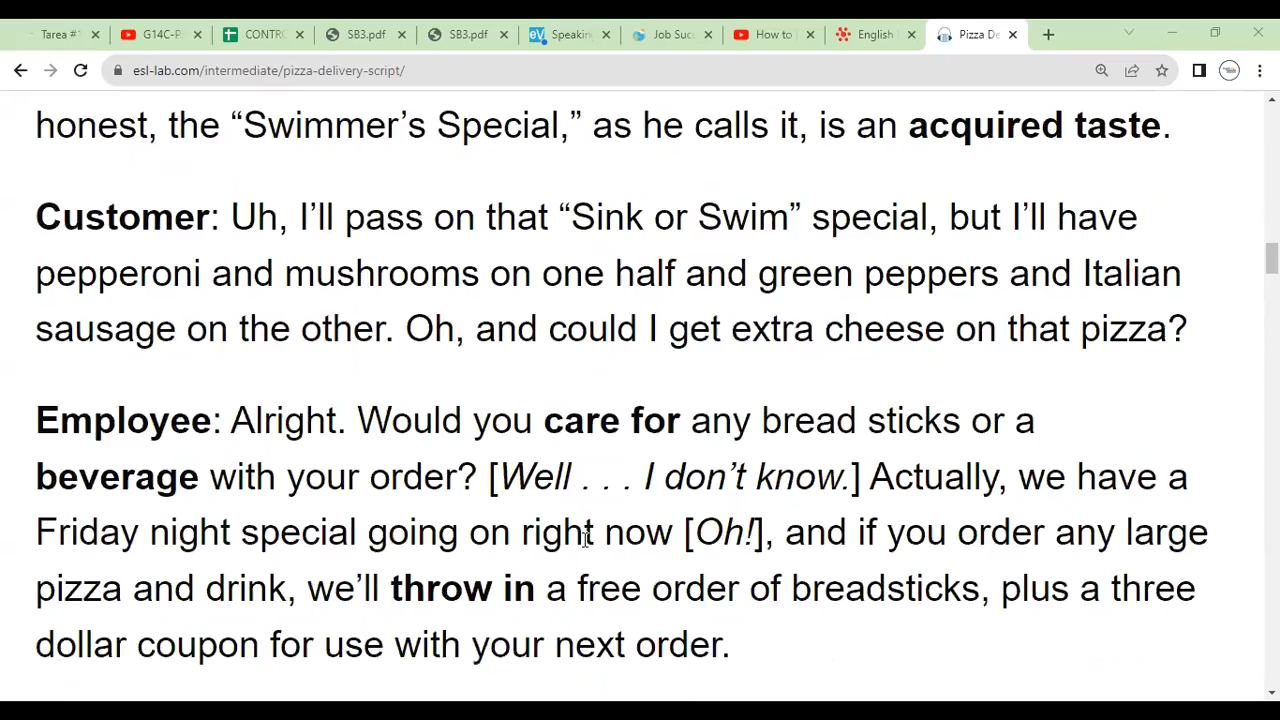 Tarea #
G14C-P
CONTRO
SB3.pdf
SB3.pdf
eV
Speaking
Job Suc
How to
English
Pizza De
esl-lab.com/intermediate/pizza-delivery-script/
honest, the “Swimmer’s Special,” as he calls it, is an acquired taste.
Customer: Uh, I’ll pass on that “Sink or Swim” special, but I’ll have
pepperoni and mushrooms on one half and green peppers and Italian
sausage on the other. Oh, and could I get extra cheese on that pizza?
Employee: Alright. Would you care for any bread sticks or a
beverage with your order? [Well . . . I don’t know.] Actually, we have a
Friday night special going on right now [Oh!], and if you order any large
pizza and drink, we’ll throw in a free order of breadsticks, plus a three
dollar coupon for use with your next order.